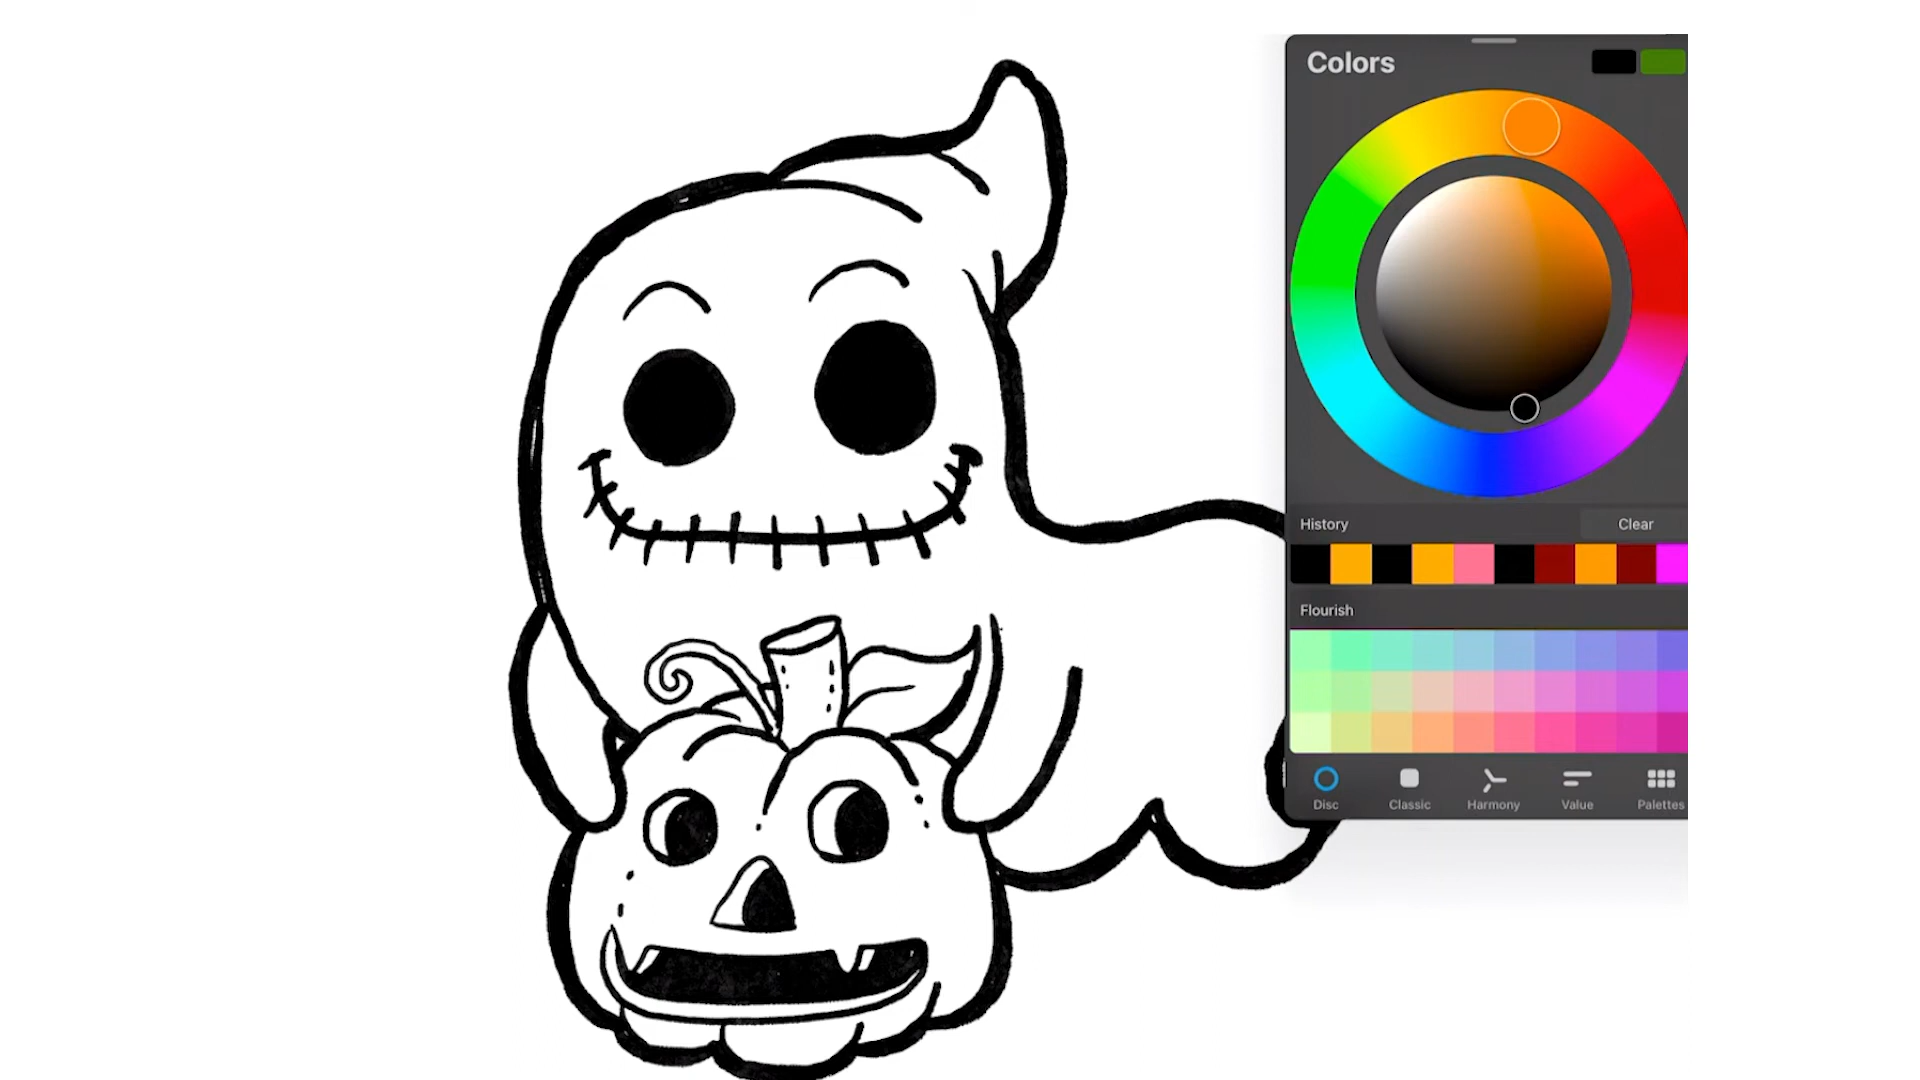 Colors
History
Clear
Flourish
Disc
Classic
Harmony
Value
Palettes